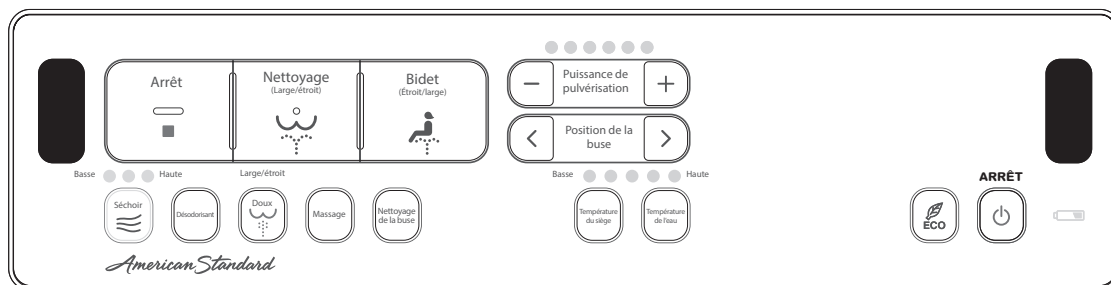 Arrêt
Nettoyage
(Large/étroit)
Bidet
(Étroit/large)
Puissance de
pulvérisation
Position de la
buse
Basse
Haute
Large/étroit
Basse
Haute
ARRÊT
Séchoir
Désodorisant
Doux
Massage
Nettoyage
de la buse
Température
du siège
Température
de l'eau
ECO
American Standard